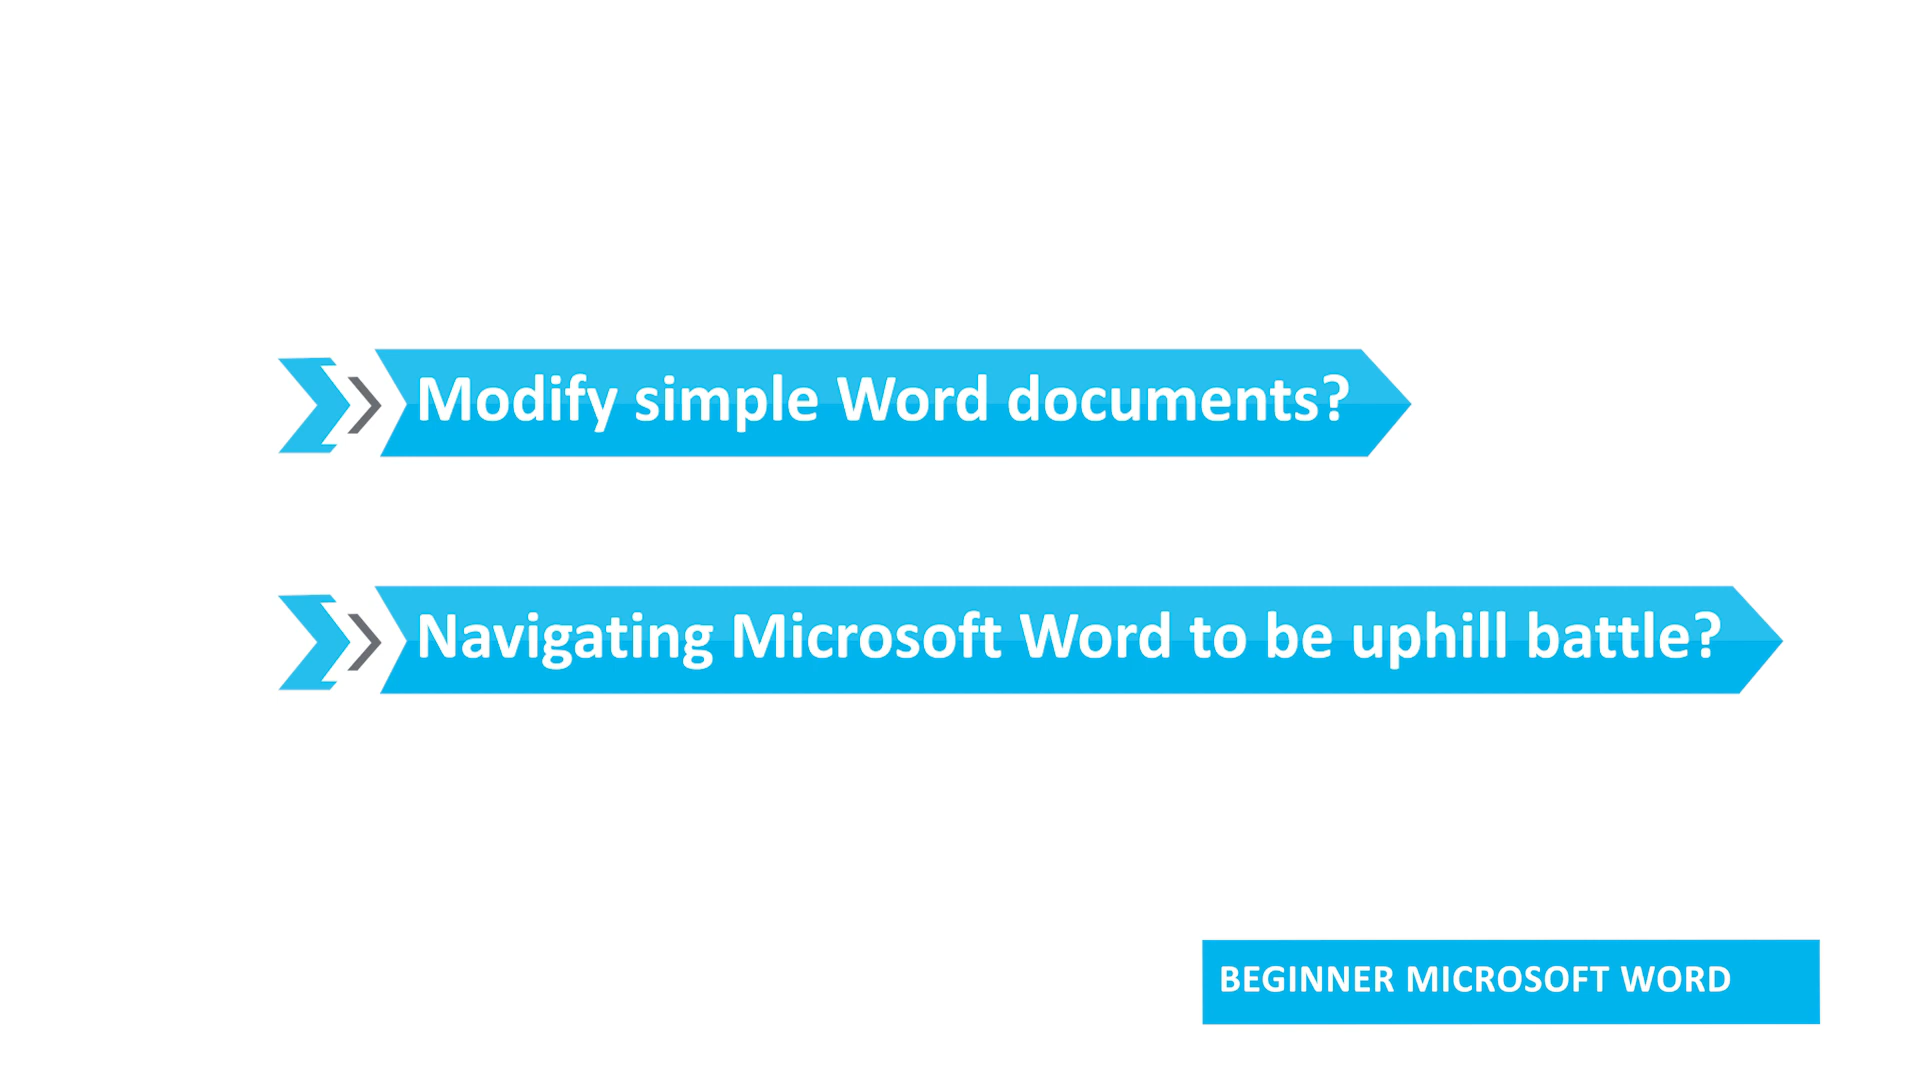 Modify simple Word documents?
Navigating Microsoft Word to be uphill battle?
BEGINNER MICROSOFT WORD